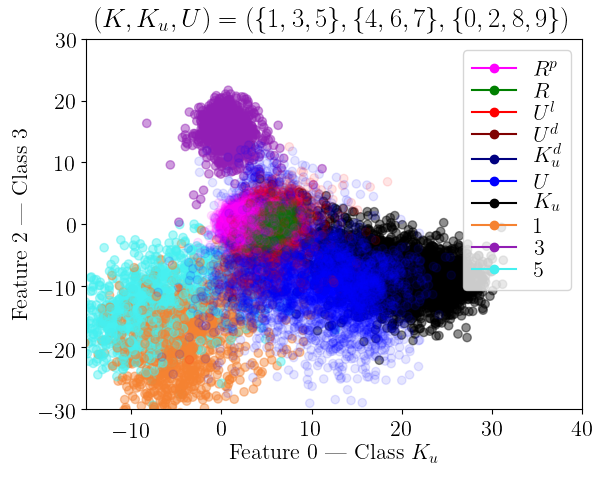 (K, K_u, U) = ({1, 3, 5}, {4, 6, 7}, {0, 2, 8, 9})
30
20
10
0
−10
−20
−30
Feature 2 — Class 3
R^p
R
U^l
U^d
K_u^d
U
K_u
1
3
5
−10
0
10
20
30
40
Feature 0 — Class K_u